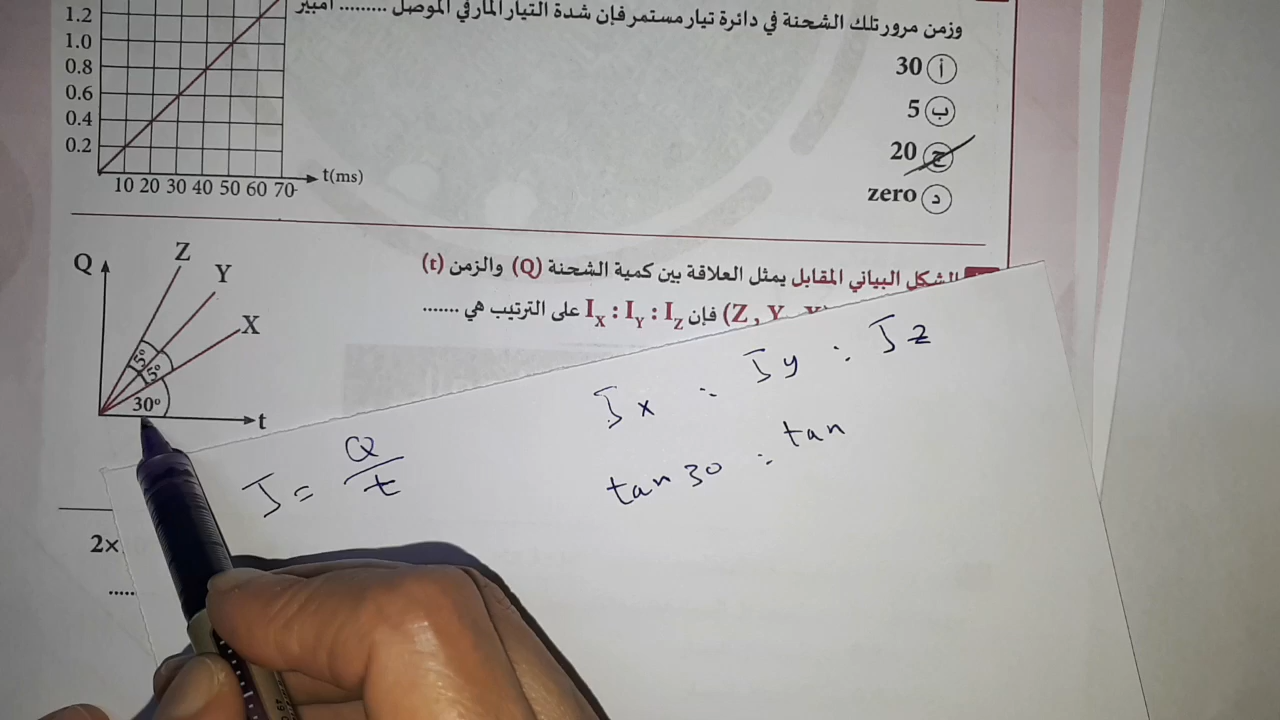 وزمن مرور تلك الشحنة في دائرة تيار مستمر فإن شدة التيار المار في الموصل ......... أمبير
أ 30
ب 5
ج 20
د zero
1.2
1.0
0.8
0.6
0.4
0.2
10 20 30 40 50 60 70
t(ms)
الشكل البياني المقابل يمثل العلاقة بين كمية الشحنة (Q) والزمن (t)
(Z , Y فإن I_X : I_Y : I_Z على الترتيب هي .......
Q
Z
Y
X
15°
15°
30°
t
I = Q/t
Ix : Iy : Iz
tan 30 : tan
2x
.....